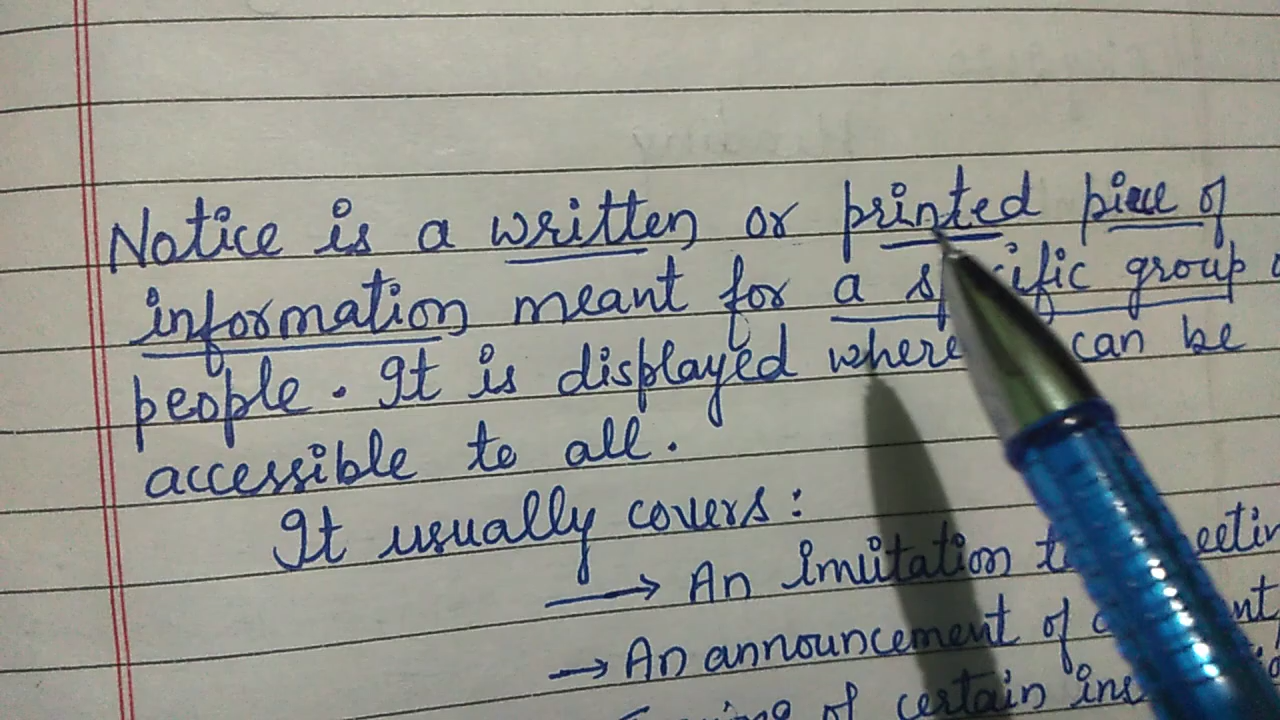 Notice is a written or printed piece of
information meant for a specific group
people. It is displayed where can be
accessible to all.
It usually covers:
→ An invitation
→ An announcement of
of certain